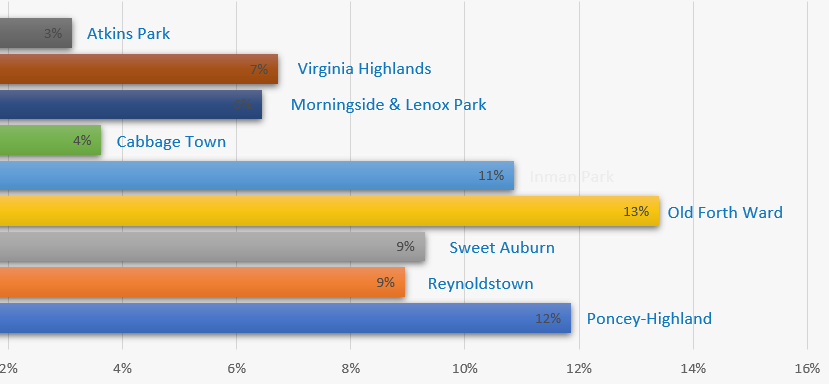 3% Atkins Park
7% Virginia Highlands
Morningside & Lenox Park
4% Cabbage Town
11% Inman Park
13% Old Forth Ward
9% Sweet Auburn
9% Reynoldstown
12% Poncey-Highland
2% 4% 6% 8% 10% 12% 14% 16%